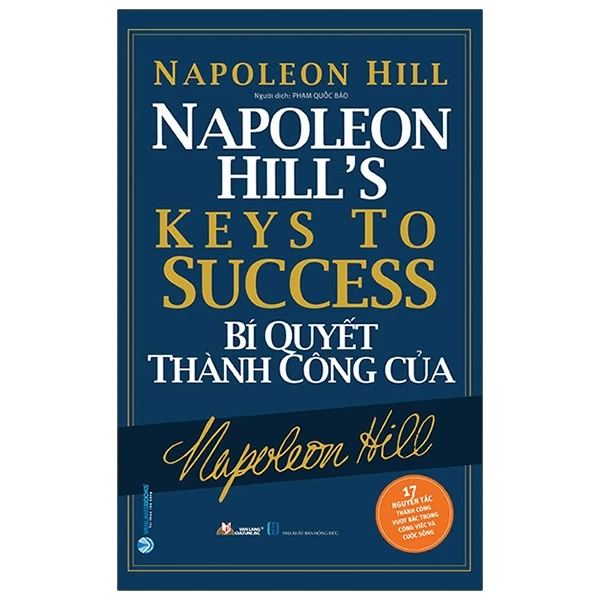 NAPOLEON HILL
Người dịch: PHẠM QUỐC BẢO
NAPOLEON
HILL'S
KEYS TO
SUCCESS
BÍ QUYẾT
THÀNH CÔNG CỦA
Napoleon Hill
17
NGUYÊN TẮC
THÀNH CÔNG
VƯỢT BẬC TRONG
CÔNG VIỆC VÀ
CUỘC SỐNG
VANLANGBOOKS
VAN LANG
CULTURE.JSC
NHÀ XUẤT BẢN HỒNG ĐỨC